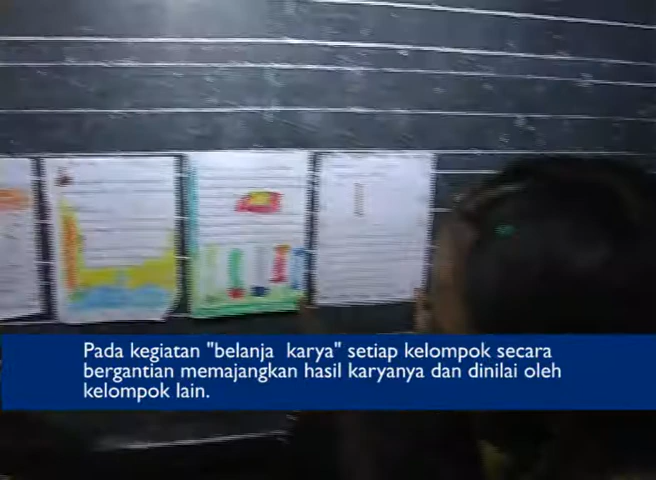 Pada kegiatan "belanja karya" setiap kelompok secara
bergantian memajangkan hasil karyanya dan dinilai oleh
kelompok lain.